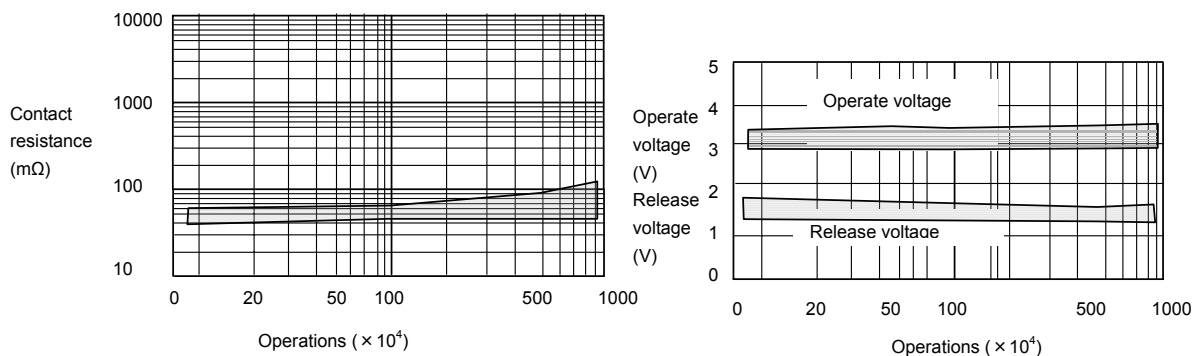 10000
1000
100
10
Contact
resistance
(mΩ)
0 20 50 100 500 1000
Operations ( × 10⁴)
5
4
3
2
1
0
Operate
voltage
(V)
Release
voltage
(V)
Operate voltage
Release voltage
0 20 50 100 500 1000
Operations ( × 10⁴)